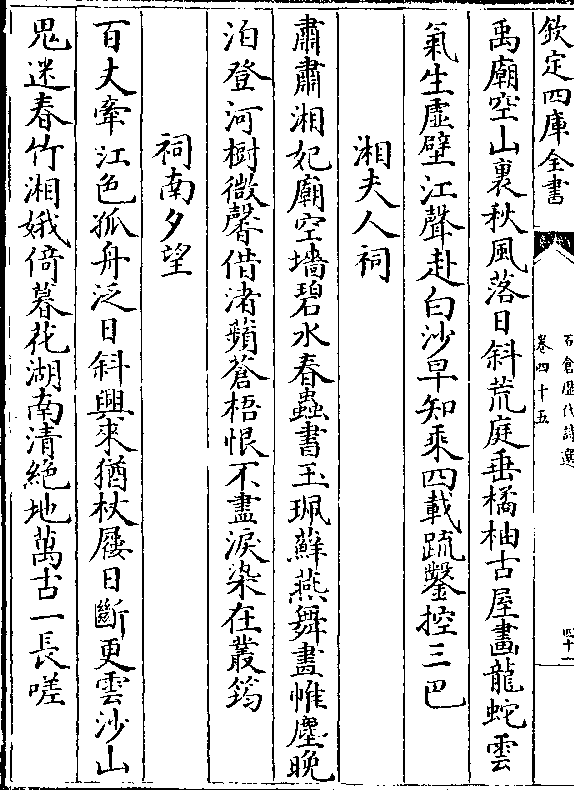 欽定四庫全書
石倉歷代詩選
卷四十五
四十一
禹廟空山裏秋風落日斜荒庭垂橘柚古屋畫龍蛇雲
氣生虛壁江聲赴白沙早知乘四載疏鑿控三巴
湘夫人祠
肅肅湘妃廟空墻碧水春蟲書玉珮蘚燕舞畫帷塵晚
泊登河樹微馨借渚蘋蒼梧恨不盡淚染在叢筠
祠南夕望
百丈牽江色孤舟泛日斜興來猶杖屨目斷更雲沙山
鬼迷春竹湘娥倚暮花湖南清絕地萬古一長嗟